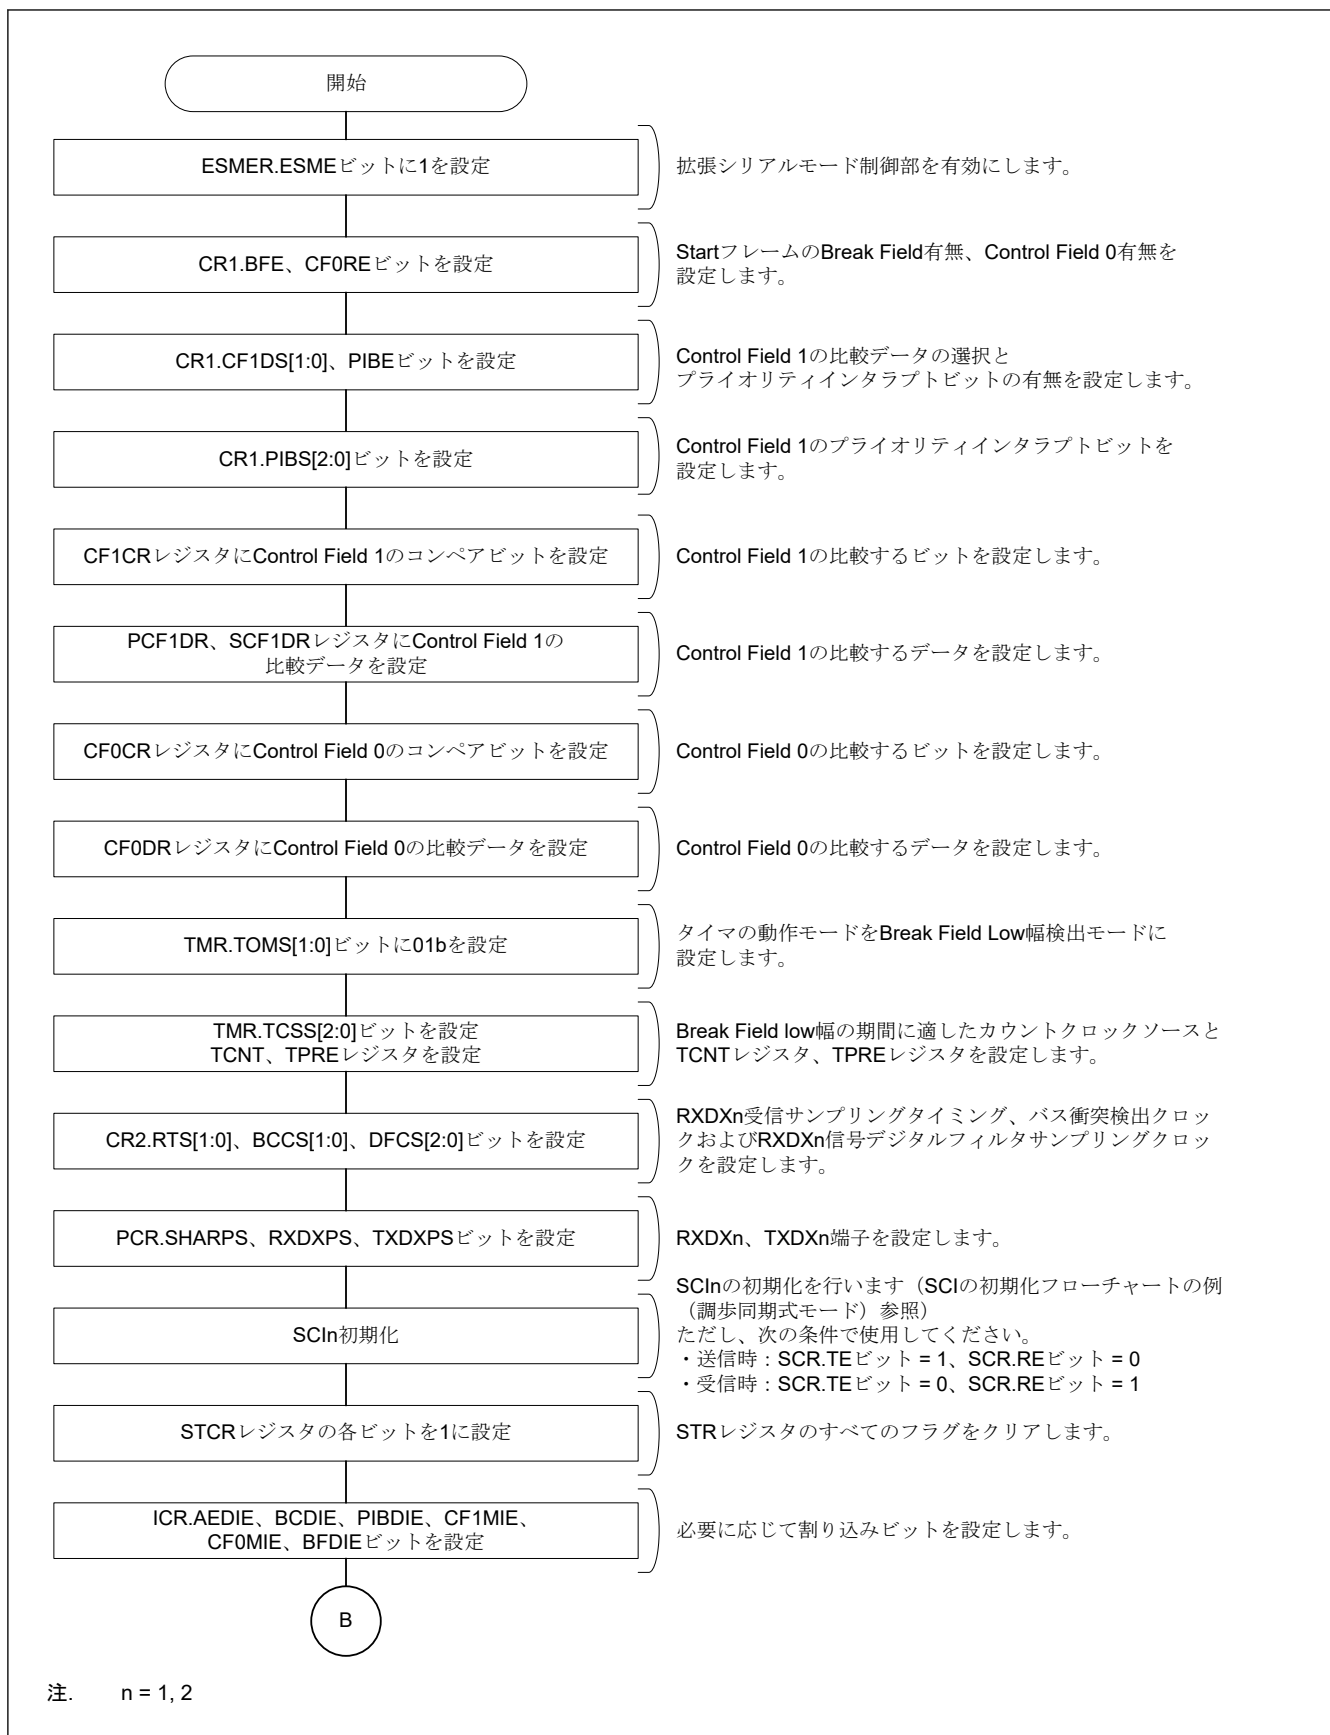 開始
ESMER.ESMEビットに1を設定
拡張シリアルモード制御部を有効にします。
CR1.BFE、CF0REビットを設定
StartフレームのBreak Field有無、Control Field 0有無を
設定します。
CR1.CF1DS[1:0]、PIBEビットを設定
Control Field 1の比較データの選択と
プライオリティインタラプトビットの有無を設定します。
CR1.PIBS[2:0]ビットを設定
Control Field 1のプライオリティインタラプトビットを
設定します。
CF1CRレジスタにControl Field 1のコンペアビットを設定
Control Field 1の比較するビットを設定します。
PCF1DR、SCF1DRレジスタにControl Field 1の
比較データを設定
Control Field 1の比較するデータを設定します。
CF0CRレジスタにControl Field 0のコンペアビットを設定
Control Field 0の比較するビットを設定します。
CF0DRレジスタにControl Field 0の比較データを設定
Control Field 0の比較するデータを設定します。
TMR.TOMS[1:0]ビットに01bを設定
タイマの動作モードをBreak Field Low幅検出モードに
設定します。
TMR.TCSS[2:0]ビットを設定
TCNT、TPREレジスタを設定
Break Field low幅の期間に適したカウントクロックソースと
TCNTレジスタ、TPREレジスタを設定します。
CR2.RTS[1:0]、BCCS[1:0]、DFCS[2:0]ビットを設定
RXDXn受信サンプリングタイミング、バス衝突検出クロッ
クおよびRXDXn信号デジタルフィルタサンプリングクロッ
クを設定します。
PCR.SHARPS、RXDXPS、TXDXPSビットを設定
RXDXn、TXDXn端子を設定します。
SCIn初期化
SCInの初期化を行います（SCIの初期化フローチャートの例
（調歩同期式モード）参照）
ただし、次の条件で使用してください。
・送信時：SCR.TEビット = 1、SCR.REビット = 0
・受信時：SCR.TEビット = 0、SCR.REビット = 1
STCRレジスタの各ビットを1に設定
STRレジスタのすべてのフラグをクリアします。
ICR.AEDIE、BCDIE、PIBDIE、CF1MIE、
CF0MIE、BFDIEビットを設定
必要に応じて割り込みビットを設定します。
B
注. n = 1, 2